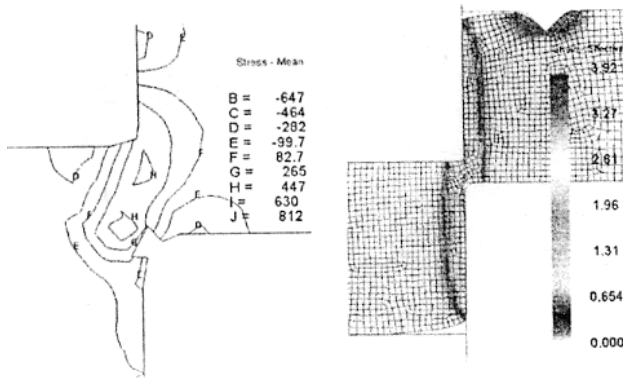 Stress - Mean
B = -647
C = -464
D = -282
E = -99.7
F = 82.7
G = 265
H = 447
I = 630
J = 812
D
E
F
D
H
E
F
H
E
D
G
3.92
3.27
2.61
1.96
1.31
0.654
0.000